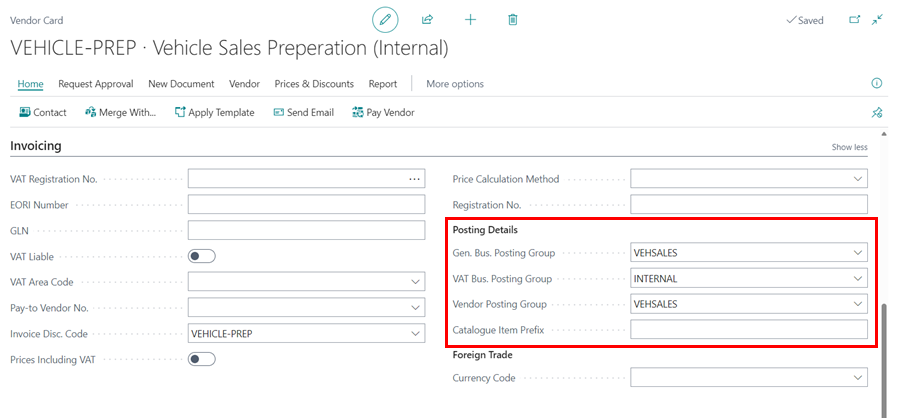 Vendor Card
Saved
VEHICLE-PREP · Vehicle Sales Preperation (Internal)
Home Request Approval New Document Vendor Prices & Discounts Report More options
Contact Merge With... Apply Template Send Email Pay Vendor
Invoicing
Show less
VAT Registration No.
EORI Number
GLN
VAT Liable
VAT Area Code
Pay-to Vendor No.
Invoice Disc. Code VEHICLE-PREP
Prices Including VAT
Price Calculation Method
Registration No.
Posting Details
Gen. Bus. Posting Group VEHSALES
VAT Bus. Posting Group INTERNAL
Vendor Posting Group VEHSALES
Catalogue Item Prefix
Foreign Trade
Currency Code